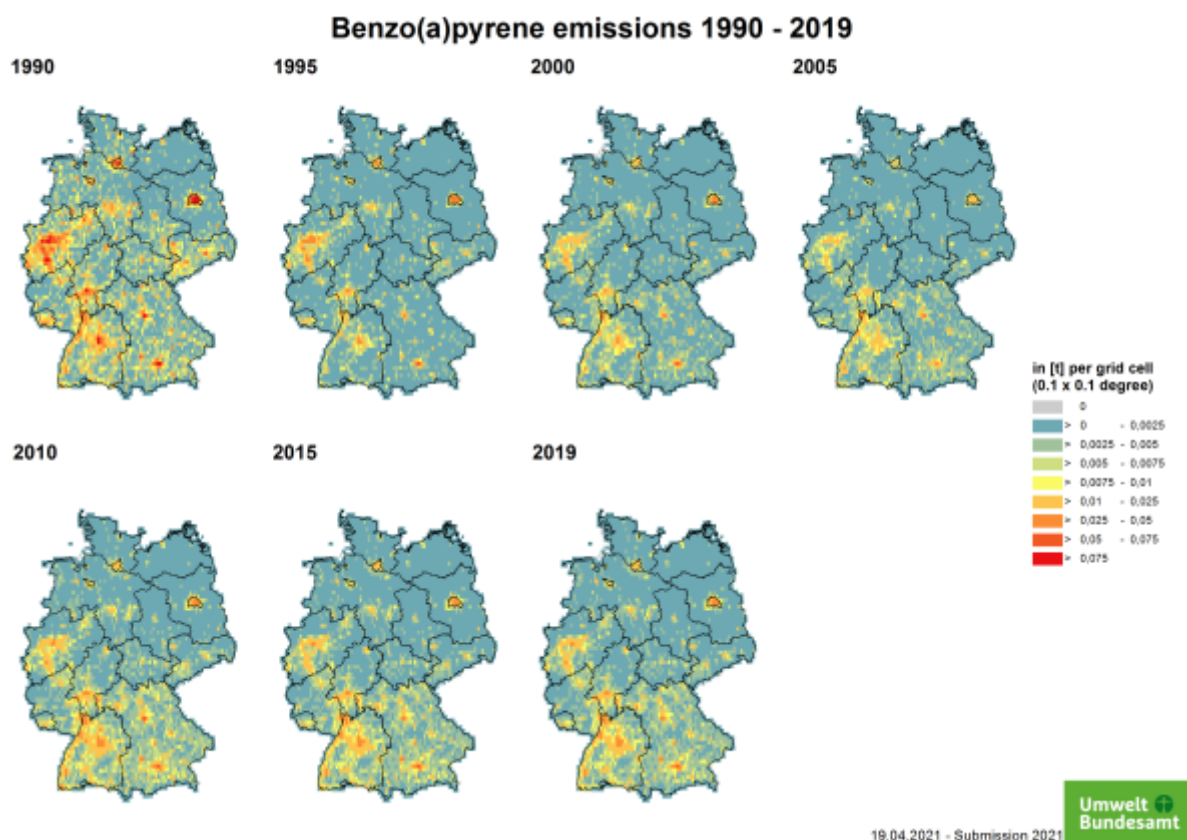 Benzo(a)pyrene emissions 1990 - 2019
1990
1995
2000
2005
in [t] per grid cell
(0.1 x 0.1 degree)
0
> 0 - 0,0025
> 0,0025 - 0,005
> 0,005 - 0,0075
> 0,0075 - 0,01
> 0,01 - 0,025
> 0,025 - 0,05
> 0,05 - 0,075
> 0,075
2010
2015
2019
Umwelt
Bundesamt
19.04.2021 - Submission 2021